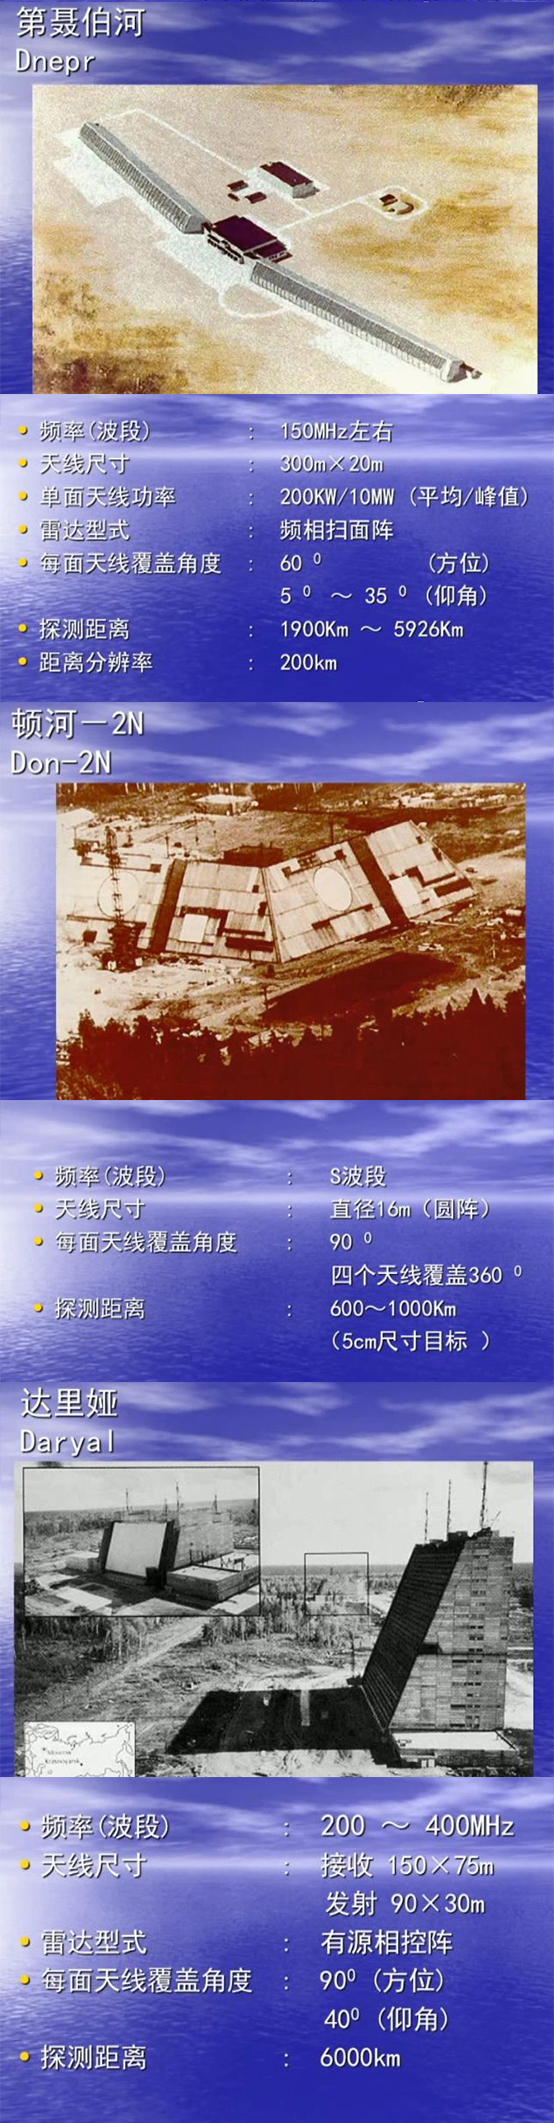 第聂伯河
Dnepr
• 频率(波段) : 150MHz左右
• 天线尺寸 : 300m×20m
• 单面天线功率 : 200KW/10MW (平均/峰值)
• 雷达型式 : 频相扫面阵
• 每面天线覆盖角度 : 60 ⁰ (方位)
5 ⁰ ～ 35 ⁰ (仰角)
• 探测距离 : 1900Km ～ 5926Km
• 距离分辨率 : 200km
顿河－2N
Don-2N
• 频率(波段) : S波段
• 天线尺寸 : 直径16m（圆阵）
• 每面天线覆盖角度 : 90 ⁰
四个天线覆盖360 ⁰
• 探测距离 : 600～1000Km
（5cm尺寸目标 ）
达里娅
Daryal
• 频率(波段) : 200 ～ 400MHz
• 天线尺寸 : 接收 150×75m
发射 90×30m
• 雷达型式 : 有源相控阵
• 每面天线覆盖角度 : 90⁰ (方位)
40⁰ (仰角)
• 探测距离 : 6000km